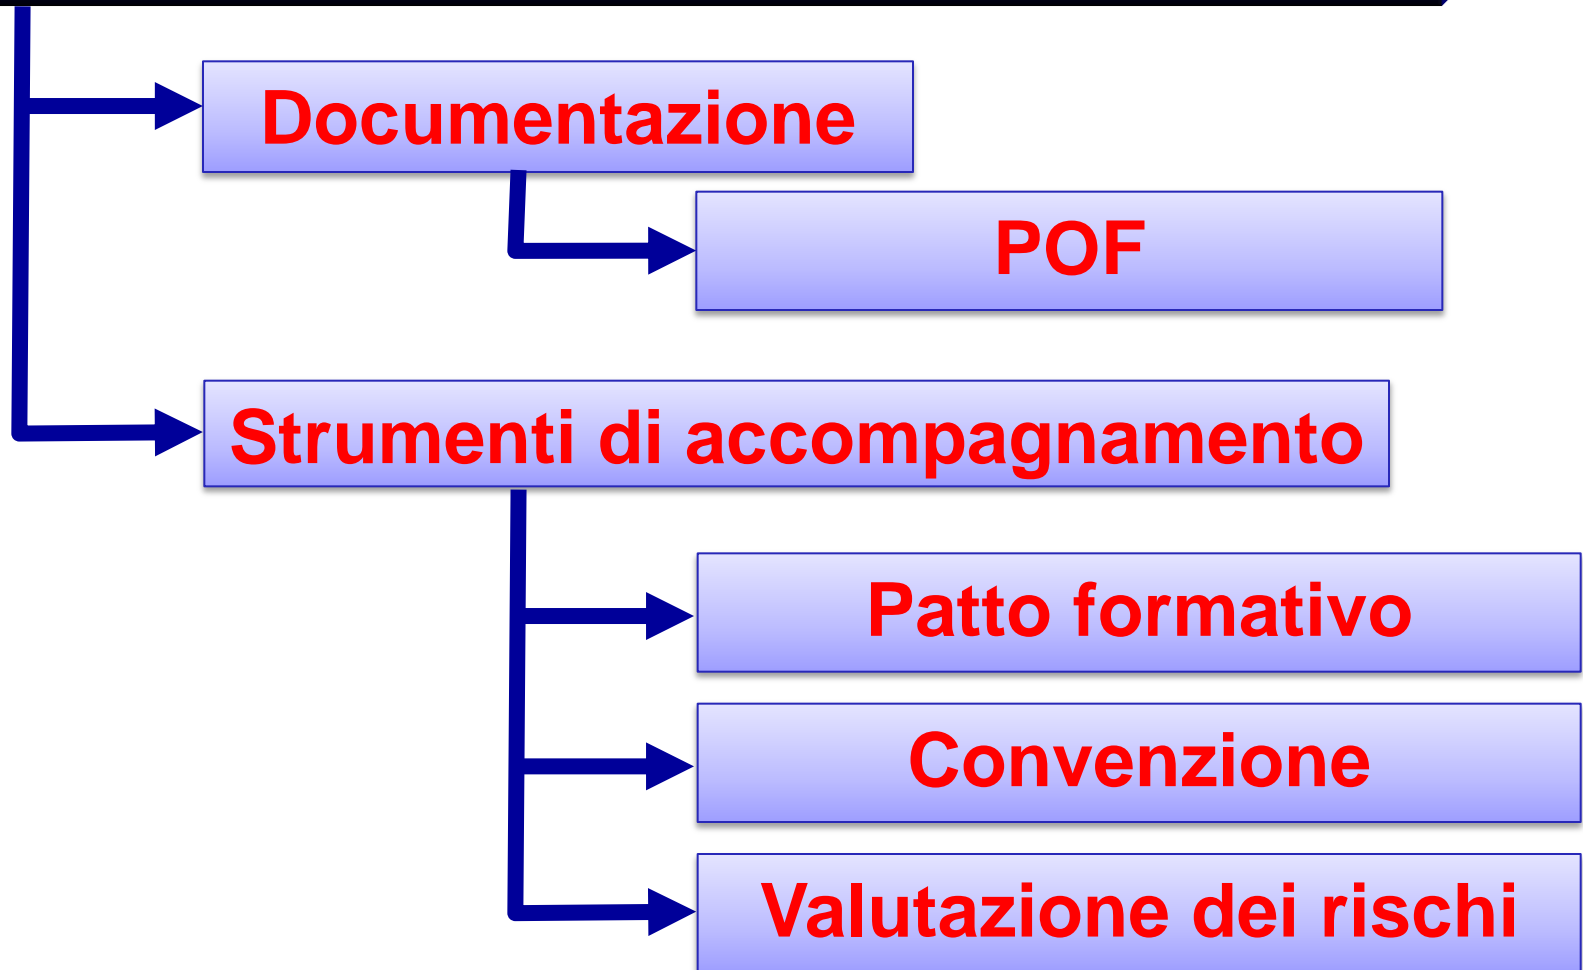 Documentazione
POF
Strumenti di accompagnamento
Patto formativo
Convenzione
Valutazione dei rischi